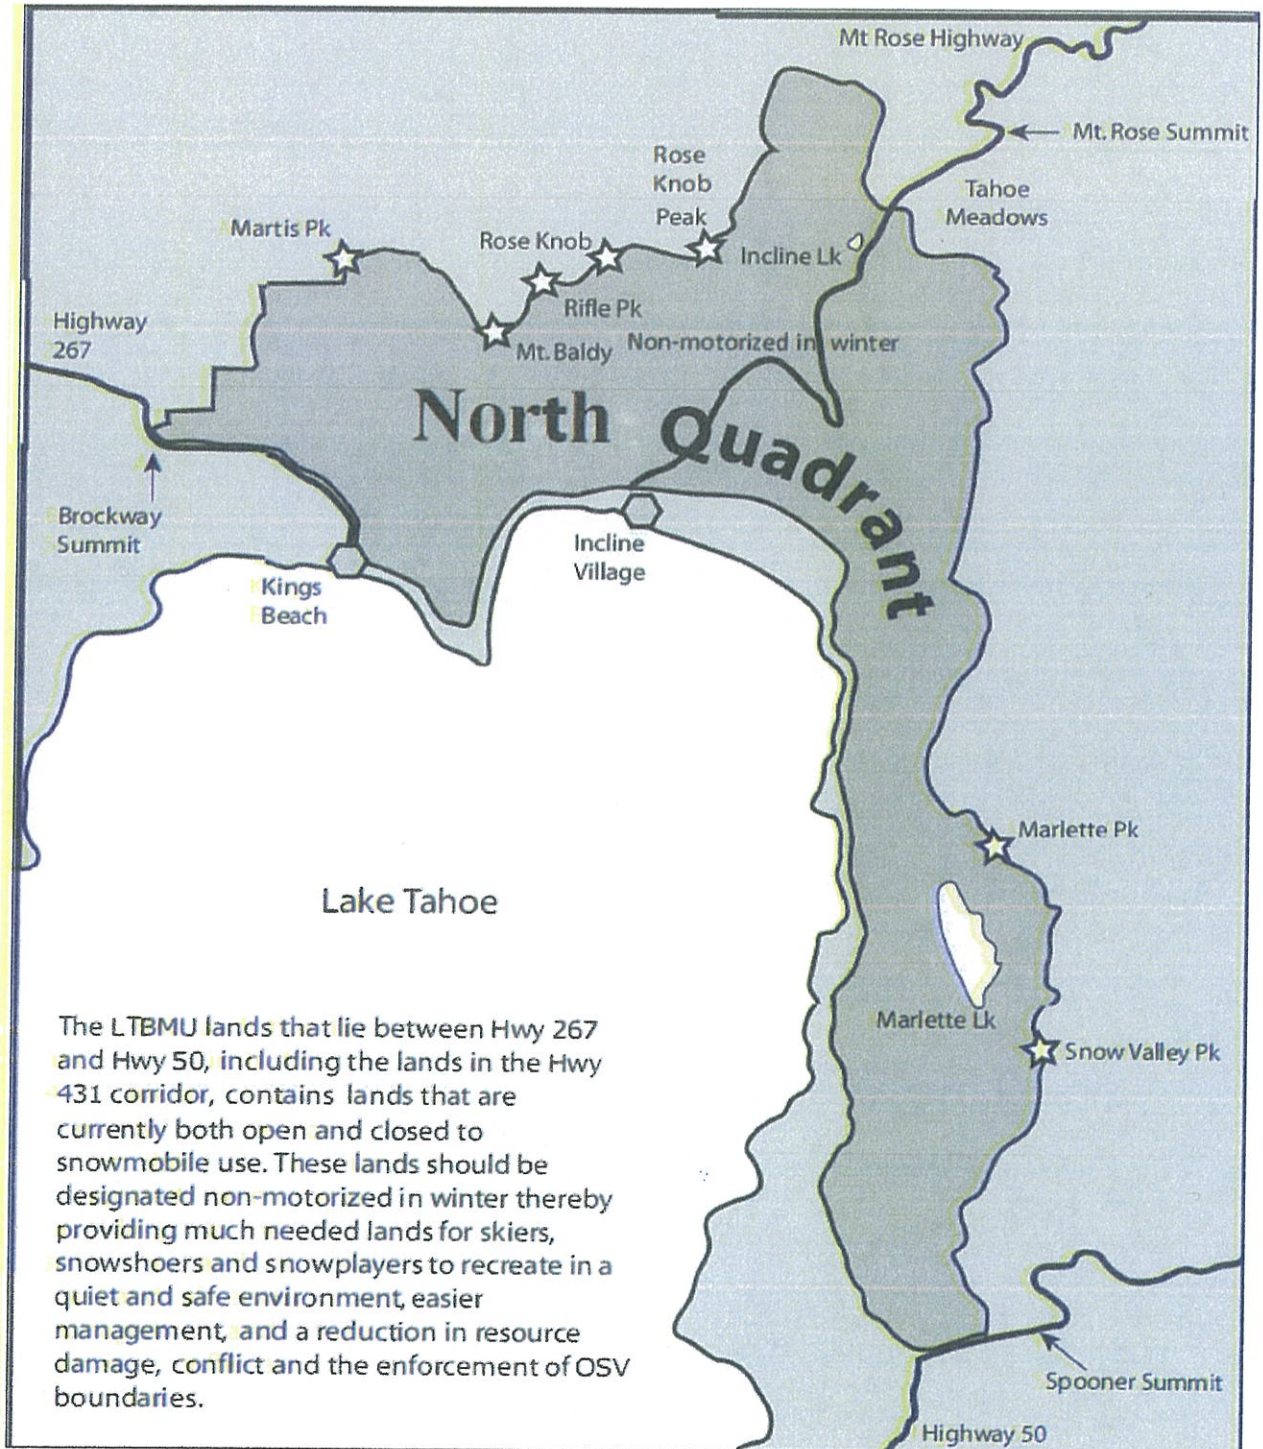 Mt Rose Highway
Mt. Rose Summit
Rose
Knob
Peak
Tahoe
Meadows
Martis Pk
Rose Knob
Incline Lk
Rifle Pk
Highway
267
Mt. Baldy
Non-motorized in winter
North Quadrant
Brockway
Summit
Incline
Village
Kings
Beach
Marlette Pk
Lake Tahoe
Marlette Lk
Snow Valley Pk
The LTBMU lands that lie between Hwy 267
and Hwy 50, including the lands in the Hwy
431 corridor, contains lands that are
currently both open and closed to
snowmobile use. These lands should be
designated non-motorized in winter thereby
providing much needed lands for skiers,
snowshoers and snowplayers to recreate in a
quiet and safe environment, easier
management, and a reduction in resource
damage, conflict and the enforcement of OSV
boundaries.
Spooner Summit
Highway 50